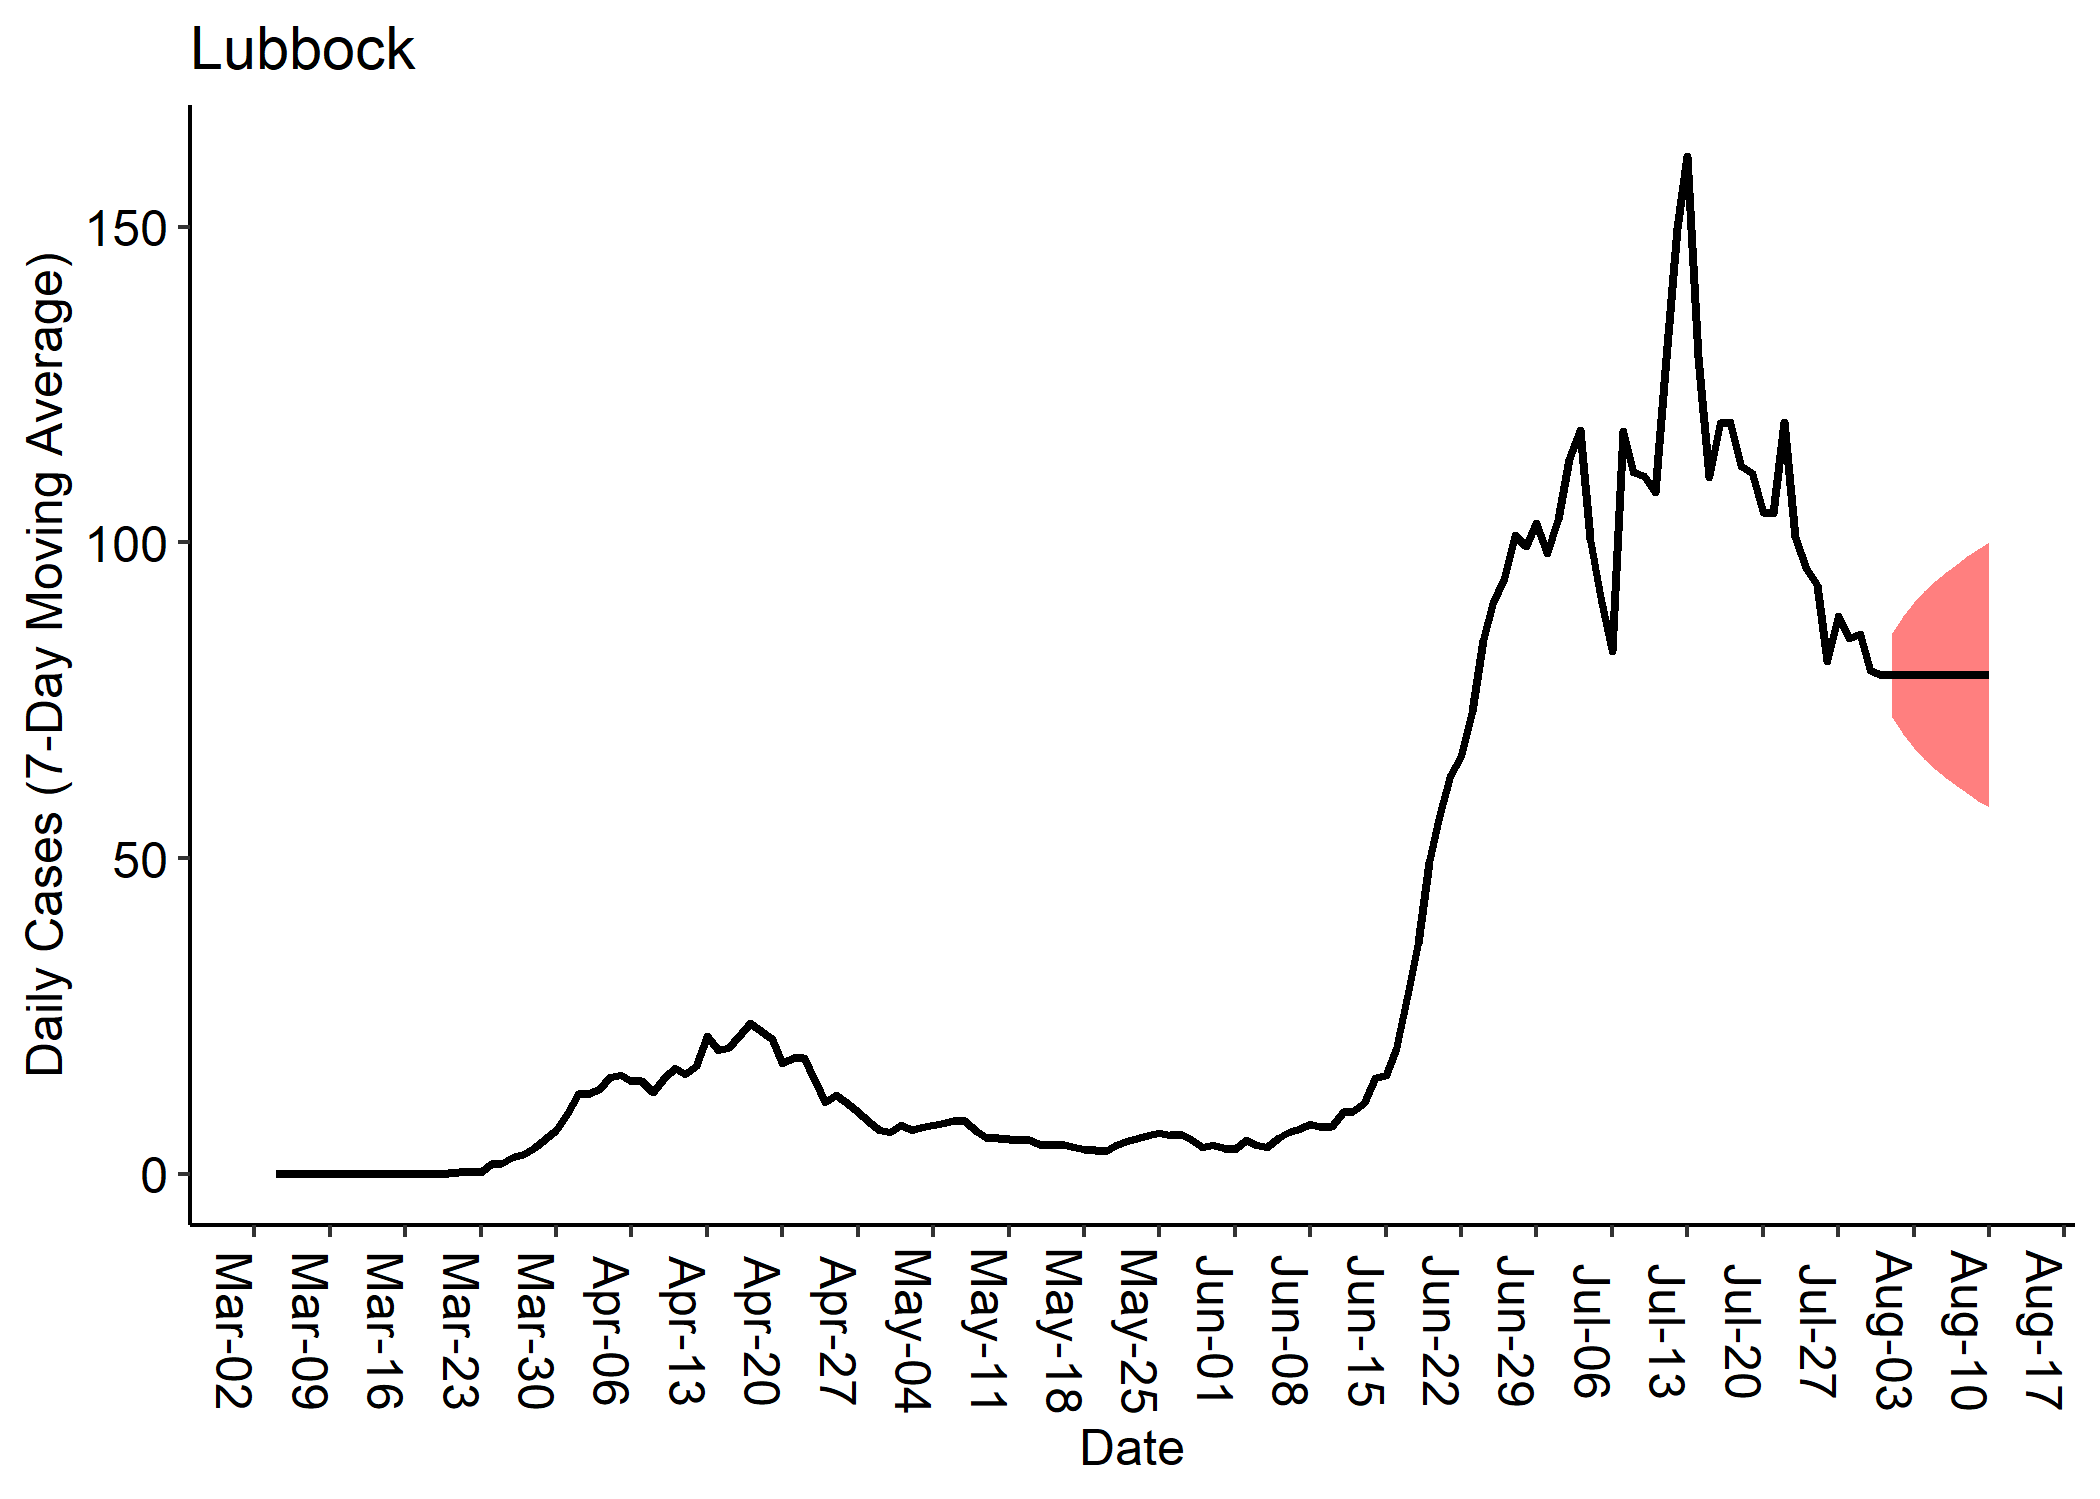 Lubbock
Daily Cases (7-Day Moving Average)
150
100
50
0
Mar-02
Mar-09
Mar-16
Mar-23
Mar-30
Apr-06
Apr-13
Apr-20
Apr-27
May-04
May-11
May-18
May-25
Jun-01
Jun-08
Jun-15
Jun-22
Jun-29
Jul-06
Jul-13
Jul-20
Jul-27
Aug-03
Aug-10
Aug-17
Date